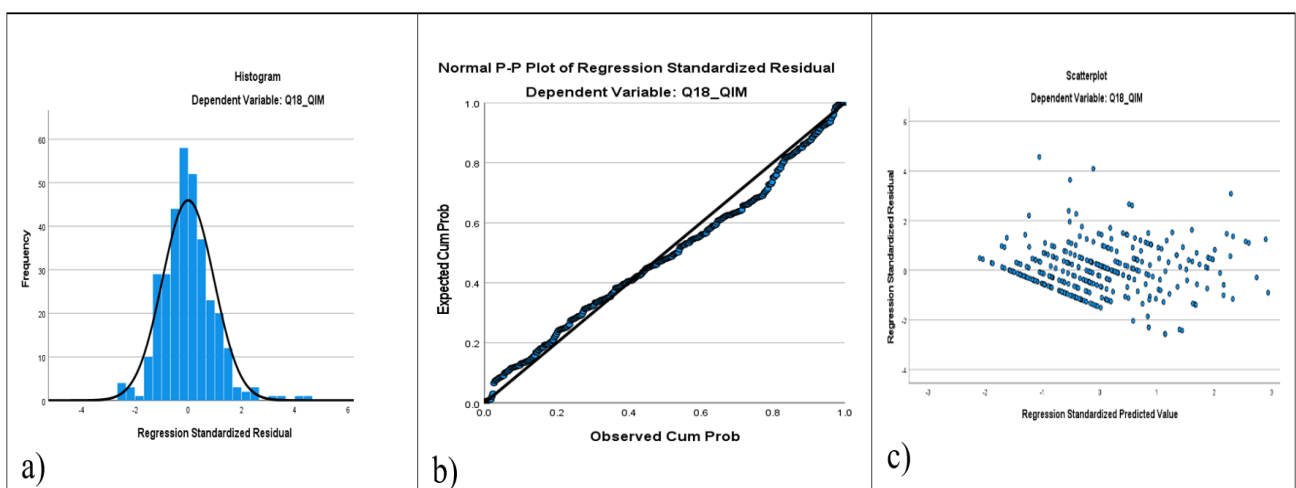 Histogram
Dependent Variable: Q18_QIM
Frequency
60
50
40
30
20
10
0
-4
-2
0
2
4
6
Regression Standardized Residual
a)
Normal P-P Plot of Regression Standardized Residual
Dependent Variable: Q18_QIM
Expected Cum Prob
1.0
0.8
0.6
0.4
0.2
0.0
0.0
0.2
0.4
0.6
0.8
1.0
Observed Cum Prob
b)
Scatterplot
Dependent Variable: Q18_QIM
Regression Standardized Residual
6
4
2
0
-2
-4
-3
-2
-1
0
1
2
3
Regression Standardized Predicted Value
c)